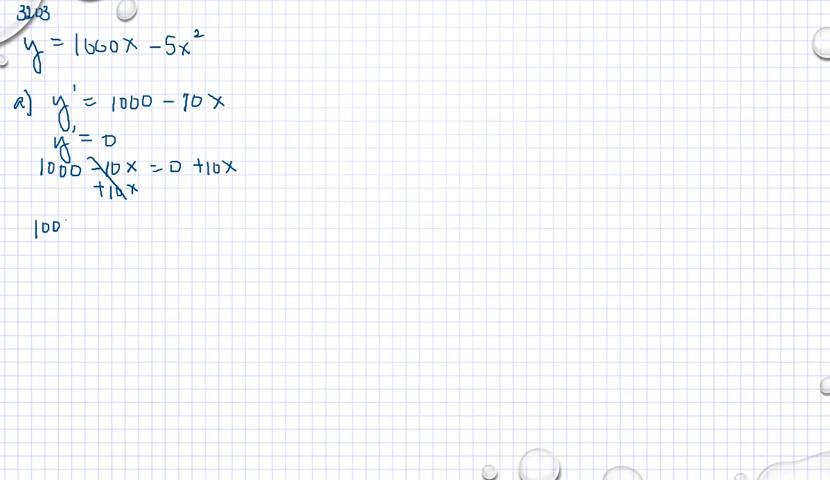 3203
y = 1000x - 5x²
a) y' = 1000 - 10x
y' = 0
1000 - 10x = 0 + 10x
+10x
100